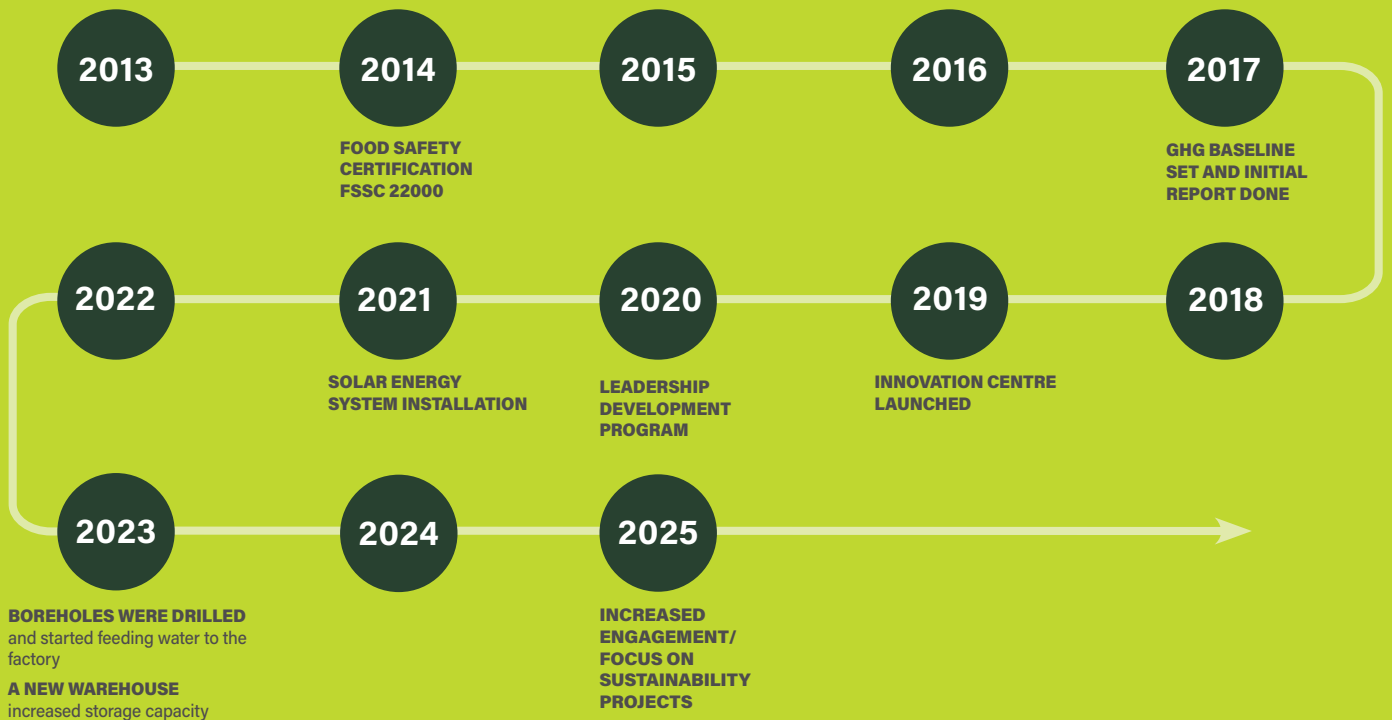 2013
2014
FOOD SAFETY
CERTIFICATION
FSSC 22000
2015
2016
2017
GHG BASELINE
SET AND INITIAL
REPORT DONE
2022
2021
SOLAR ENERGY
SYSTEM INSTALLATION
2020
LEADERSHIP
DEVELOPMENT
PROGRAM
2019
INNOVATION CENTRE
LAUNCHED
2018
2023
BOREHOLES WERE DRILLED
and started feeding water to the
factory
A NEW WAREHOUSE
increased storage capacity
2024
2025
INCREASED
ENGAGEMENT/
FOCUS ON
SUSTAINABILITY
PROJECTS